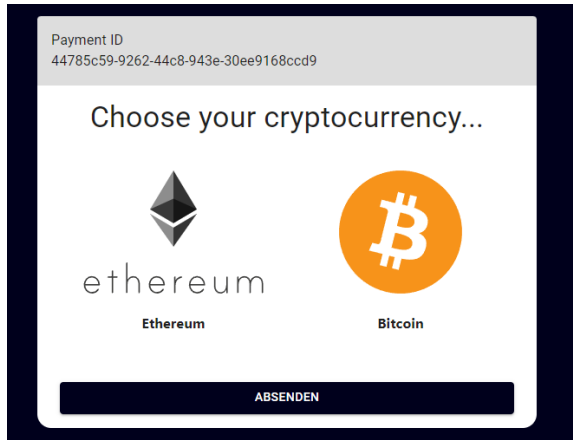 Payment ID
44785c59-9262-44c8-943e-30ee9168ccd9
Choose your cryptocurrency...
ethereum
Ethereum
Bitcoin
ABSENDEN